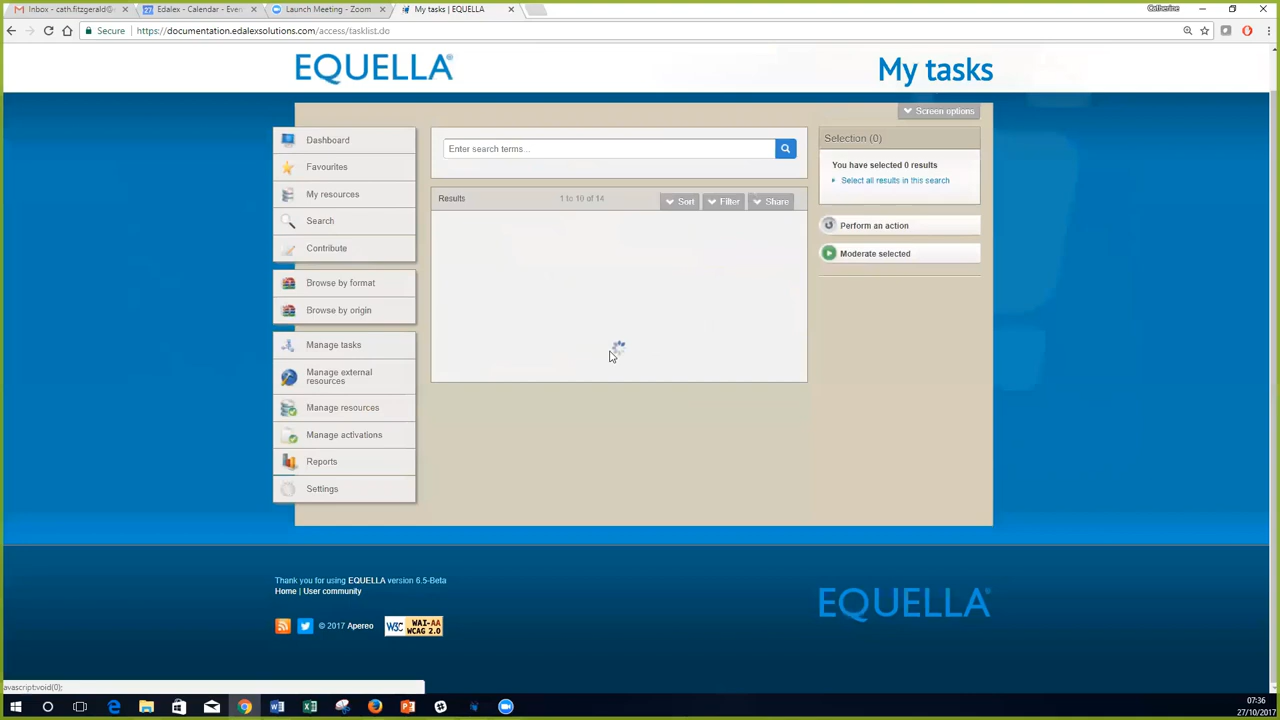 Inbox - cath.fitzgerald@
Edalex - Calendar - Even
Launch Meeting - Zoom
My tasks | EQUELLA
Catherine
Secure
https://documentation.edalexsolutions.com/access/tasklist.do
EQUELLA®
My tasks
Screen options
Dashboard
Favourites
My resources
Search
Contribute
Browse by format
Browse by origin
Manage tasks
Manage external
resources
Manage resources
Manage activations
Reports
Settings
Enter search terms...
Results
1 to 10 of 14
Sort
Filter
Share
Selection (0)
You have selected 0 results
Select all results in this search
Perform an action
Moderate selected
Thank you for using EQUELLA version 6.5-Beta
Home | User community
© 2017 Apereo
W3C WAI-AA
WCAG 2.0
EQUELLA®
avascript:void(0);
07:36
27/10/2017